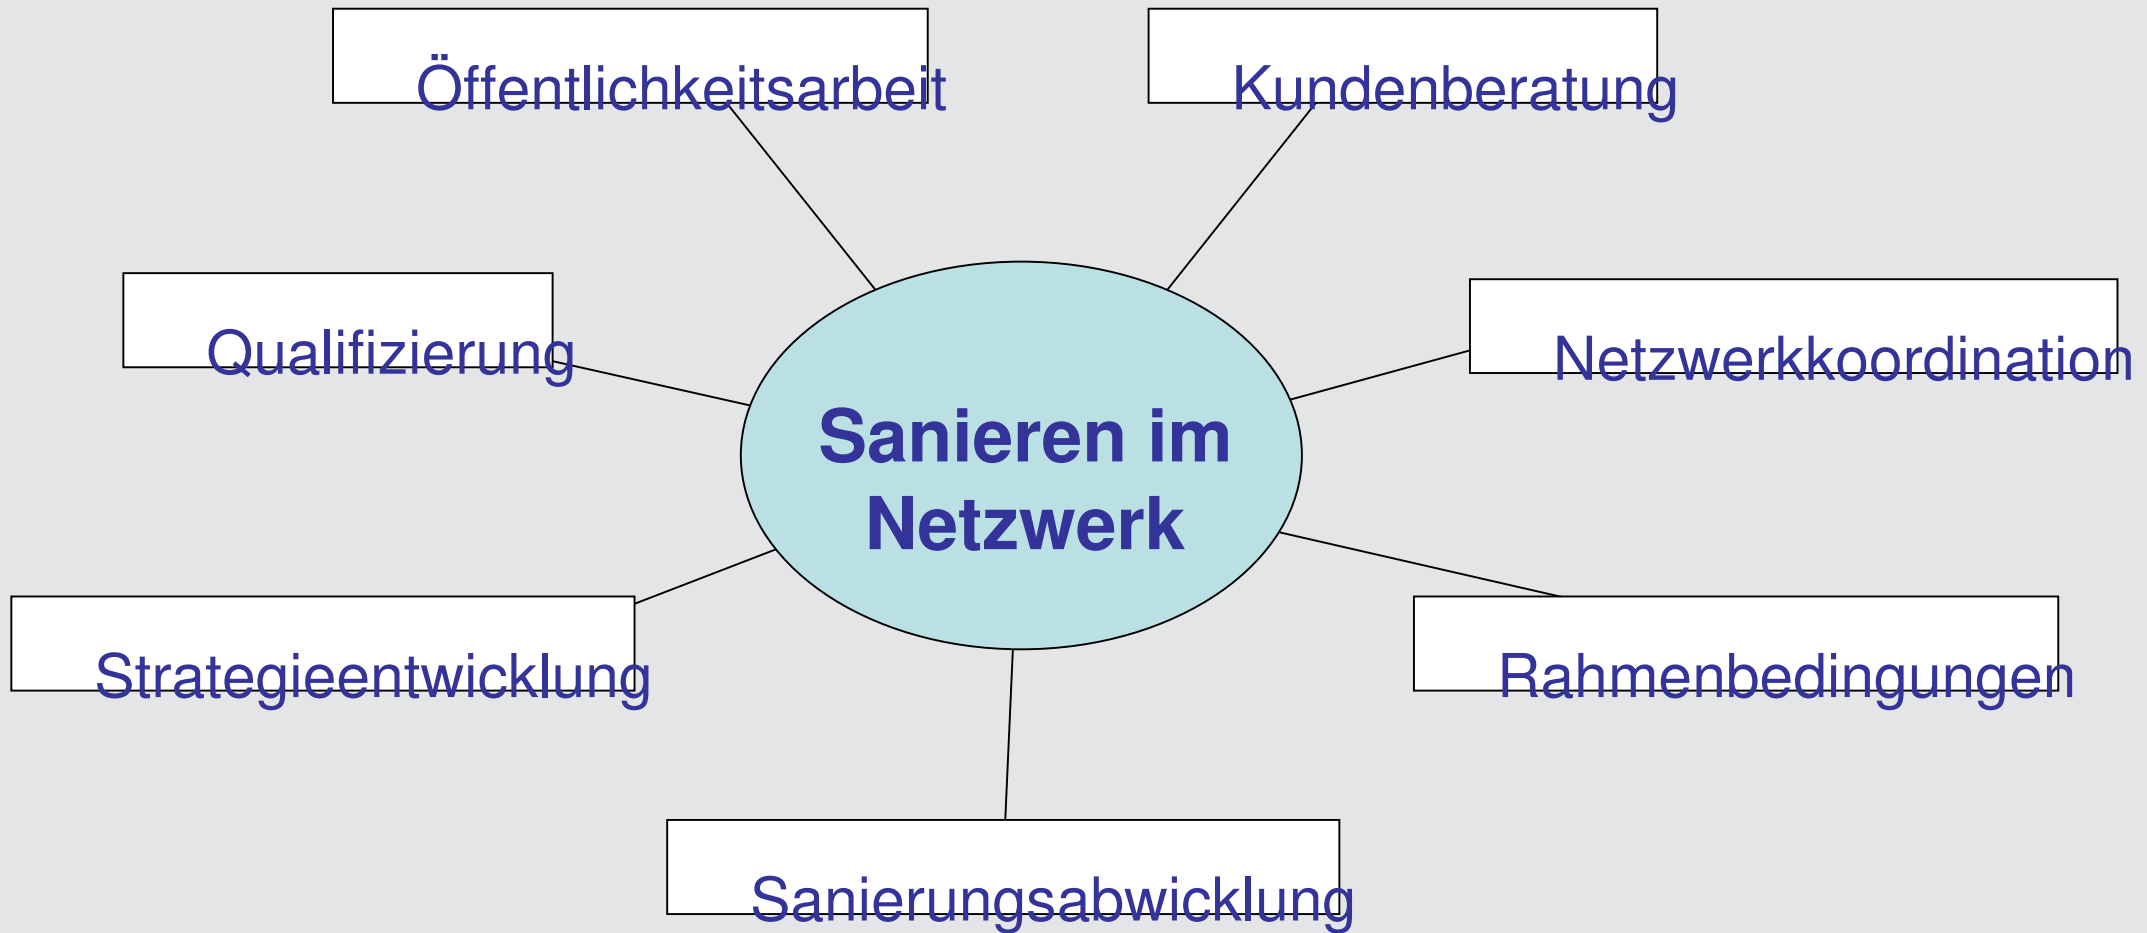 Öffentlichkeitsarbeit
Kundenberatung
Qualifizierung
Netzwerkkoordination
Sanieren im
Netzwerk
Strategieentwicklung
Rahmenbedingungen
Sanierungsabwicklung